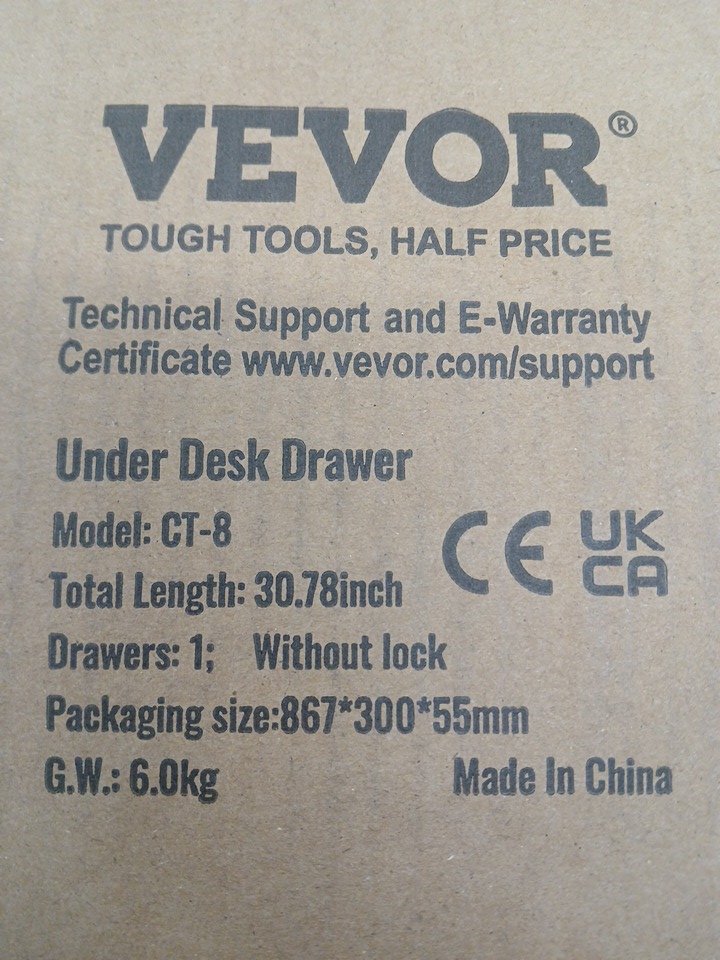 VEVOR®
TOUGH TOOLS, HALF PRICE
Technical Support and E-Warranty
Certificate www.vevor.com/support
Under Desk Drawer
Model: CT-8
CE UK
CA
Total Length: 30.78inch
Drawers: 1; Without lock
Packaging size:867*300*55mm
G.W.: 6.0kg Made In China